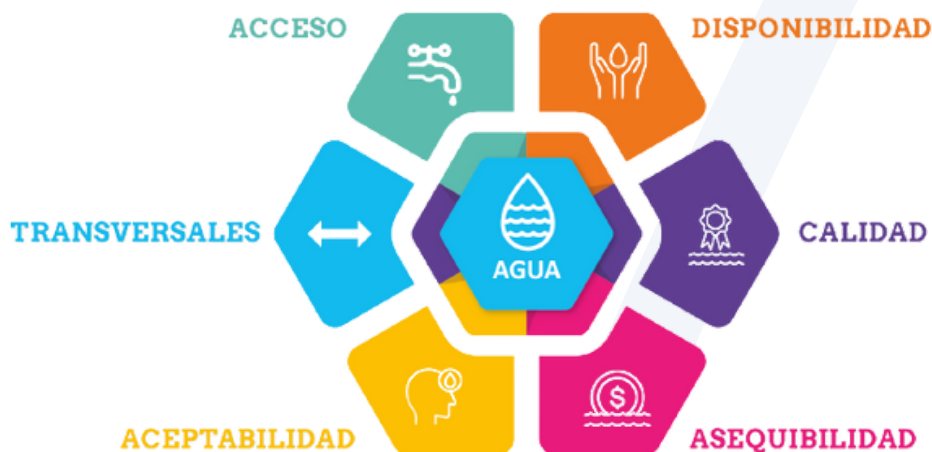 ACCESO
DISPONIBILIDAD
TRANSVERSALES
AGUA
CALIDAD
$
ACEPTABILIDAD
ASEQUIBILIDAD